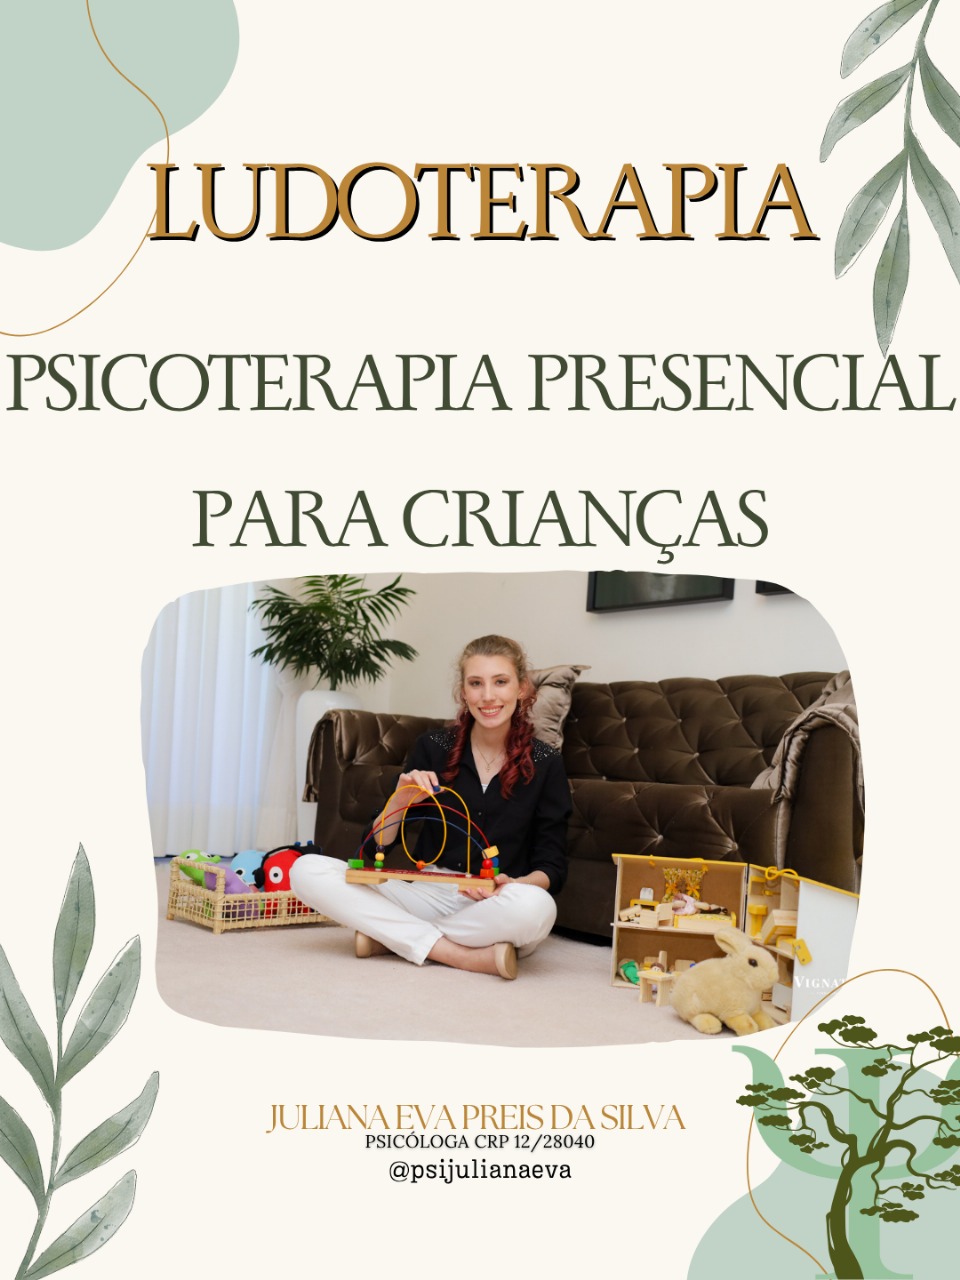 LUDOTERAPIA
PSICOTERAPIA PRESENCIAL
PARA CRIANÇAS
JULIANA EVA PREIS DA SILVA
PSICÓLOGA CRP 12/28040
@psijulianaeva